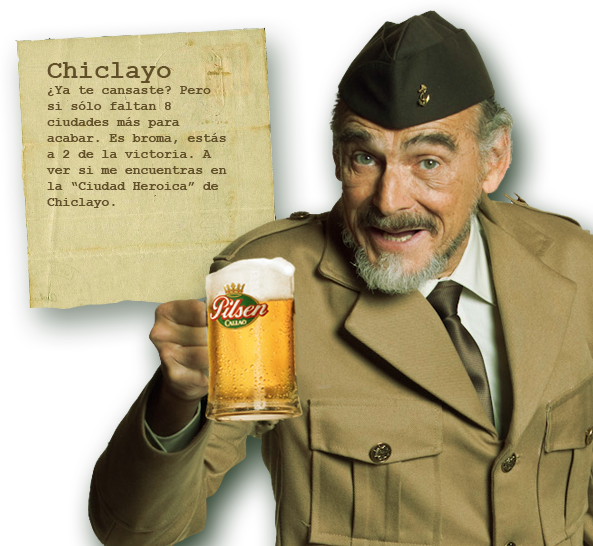 Chiclayo
¿Ya te cansaste? Pero
si sólo faltan 8
ciudades más para
acabar. Es broma, estás
a 2 de la victoria. A
ver si me encuentras en
la “Ciudad Heroica” de
Chiclayo.
Pilsen
CALLAO